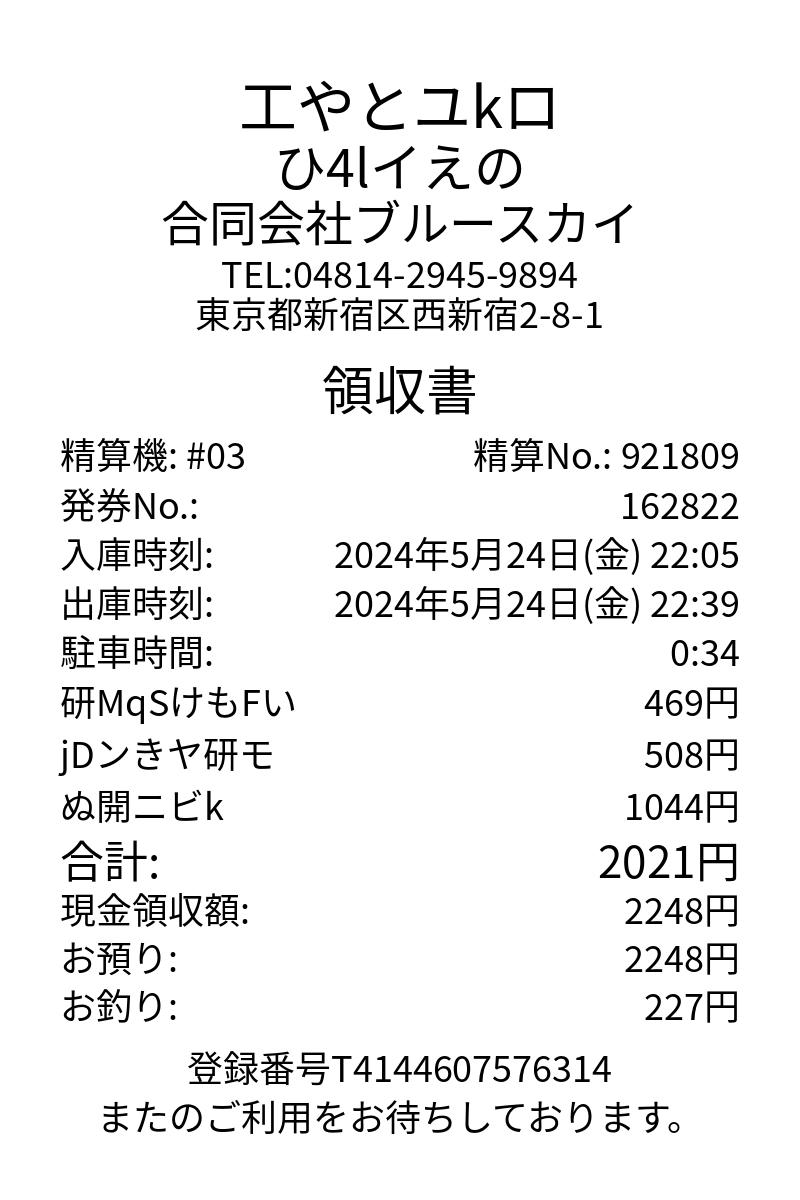 工やとユkロ
ひ4lイえの
合同会社ブルースカイ
TEL:04814-2945-9894
東京都新宿区西新宿2-8-1
領収書
精算機: #03 精算No.: 921809
発券No.: 162822
入庫時刻: 2024年5月24日(金) 22:05
出庫時刻: 2024年5月24日(金) 22:39
駐車時間: 0:34
研MqSけもFい 469円
jDンきヤ研モ 508円
ぬ開ニビk 1044円
合計: 2021円
現金領収額: 2248円
お預り: 2248円
お釣り: 227円
登録番号T4144607576314
またのご利用をお待ちしております。